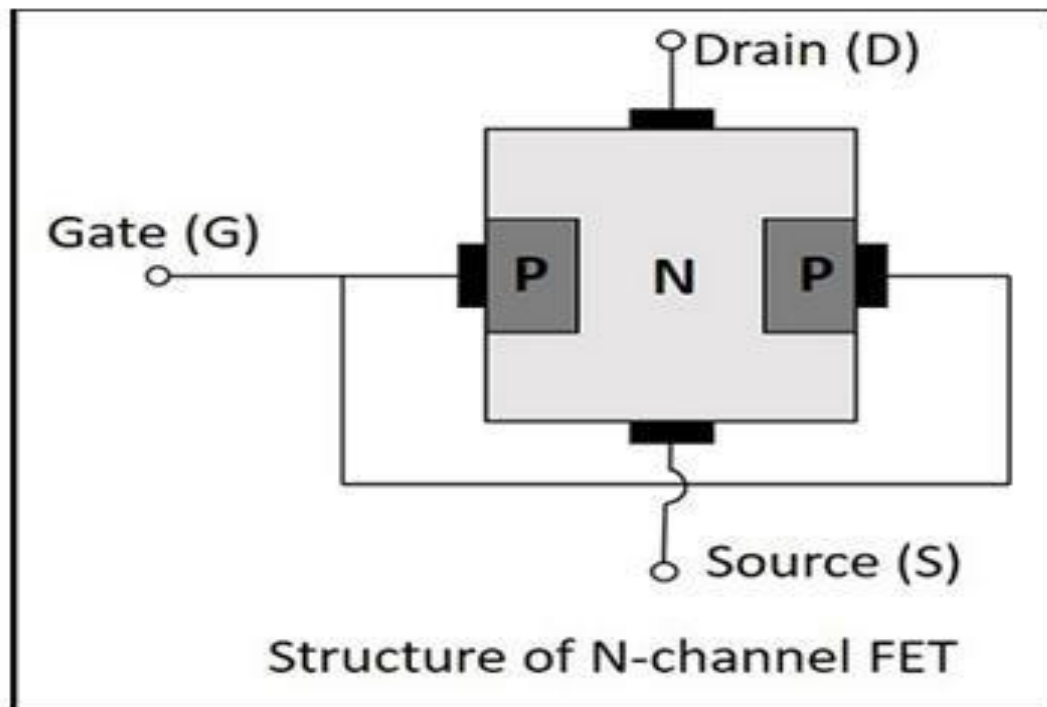 Drain (D)
Gate (G)
P N P
Source (S)
Structure of N-channel FET